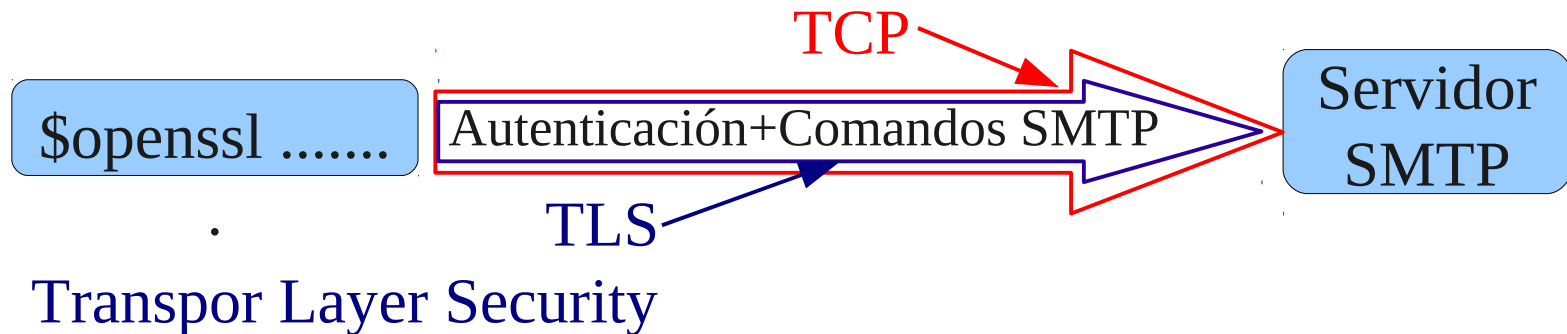 TCP
$openssl .......
Autenticación+Comandos SMTP
Servidor
SMTP
.
TLS
Transpor Layer Security